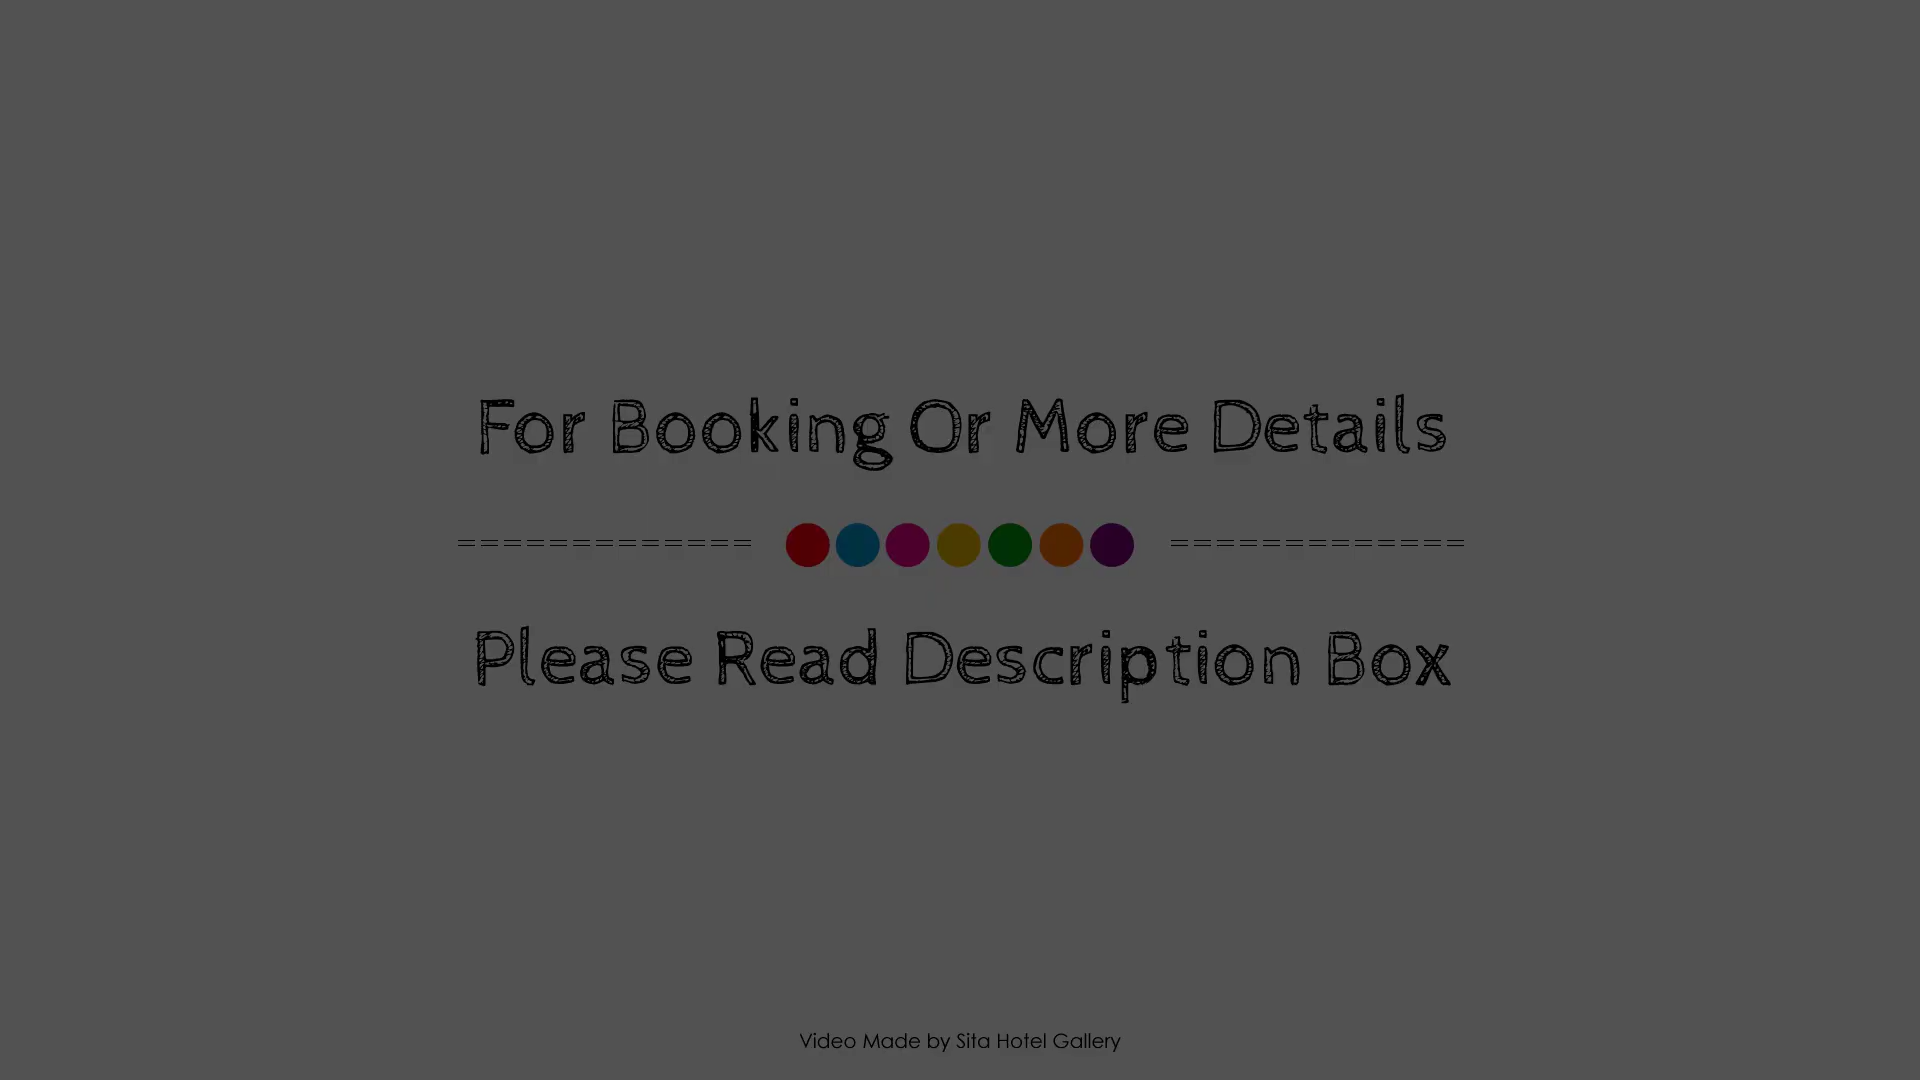 For Booking Or More Details
============= =============
Please Read Description Box
Video Made by Sita Hotel Gallery